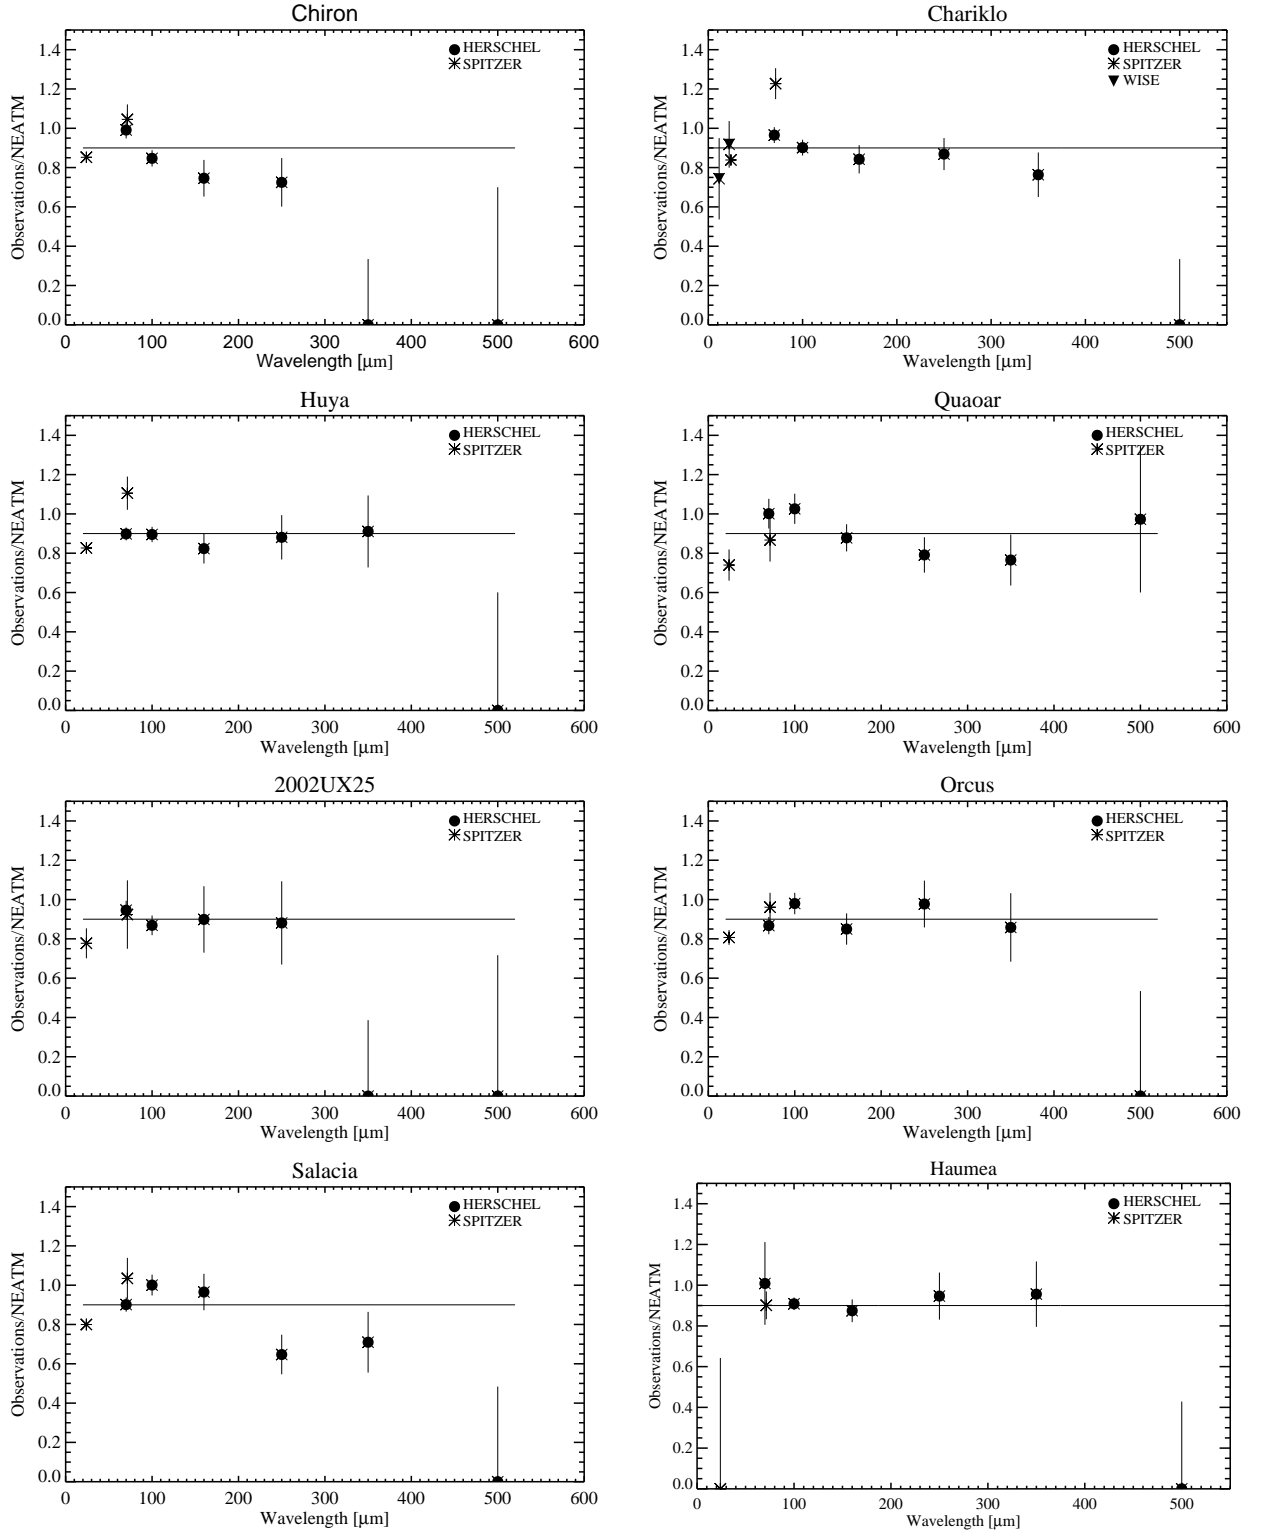 Chiron
HERSCHEL
SPITZER
Observations/NEATM
1.4
1.2
1.0
0.8
0.6
0.4
0.2
0.0
0 100 200 300 400 500 600
Wavelength [μm]
Chariklo
HERSCHEL
SPITZER
WISE
Observations/NEATM
1.4
1.2
1.0
0.8
0.6
0.4
0.2
0.0
0 100 200 300 400 500
Wavelength [μm]
Huya
HERSCHEL
SPITZER
Observations/NEATM
1.4
1.2
1.0
0.8
0.6
0.4
0.2
0.0
0 100 200 300 400 500 600
Wavelength [μm]
Quaoar
HERSCHEL
SPITZER
Observations/NEATM
1.4
1.2
1.0
0.8
0.6
0.4
0.2
0.0
0 100 200 300 400 500 600
Wavelength [μm]
2002UX25
HERSCHEL
SPITZER
Observations/NEATM
1.4
1.2
1.0
0.8
0.6
0.4
0.2
0.0
0 100 200 300 400 500 600
Wavelength [μm]
Orcus
HERSCHEL
SPITZER
Observations/NEATM
1.4
1.2
1.0
0.8
0.6
0.4
0.2
0.0
0 100 200 300 400 500 600
Wavelength [μm]
Salacia
HERSCHEL
SPITZER
Observations/NEATM
1.4
1.2
1.0
0.8
0.6
0.4
0.2
0.0
0 100 200 300 400 500 600
Wavelength [μm]
Haumea
HERSCHEL
SPITZER
Observations/NEATM
1.4
1.2
1.0
0.8
0.6
0.4
0.2
0.0
0 100 200 300 400 500
Wavelength [μm]